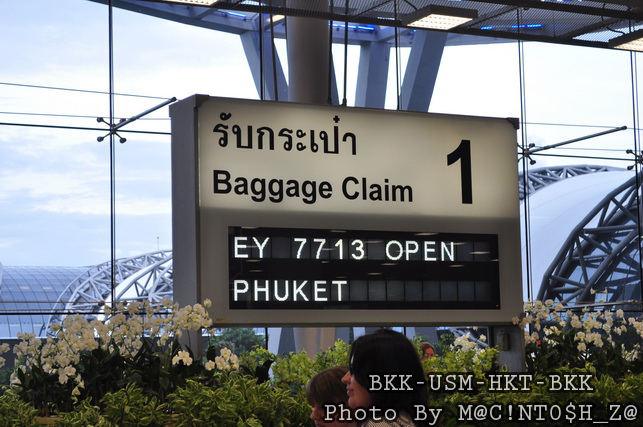 รับกระเป๋า
Baggage Claim
1
EY 7713 OPEN
PHUKET
BKK-USM-HKT-BKK
Photo By M@C!NT0$H_Z@